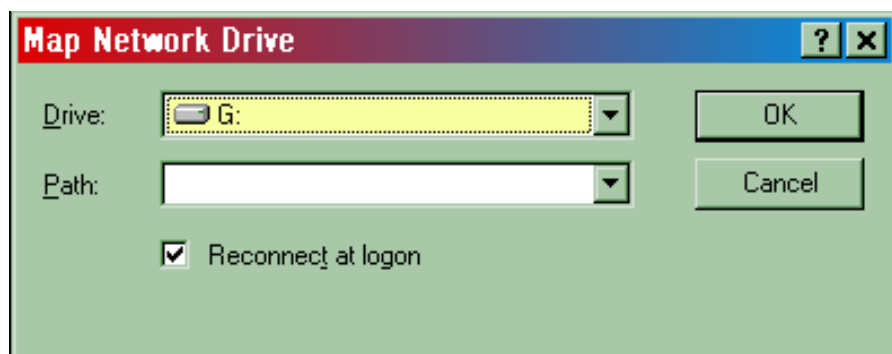 Map Network Drive
Drive: G: OK
Path: Cancel
Reconnect at logon